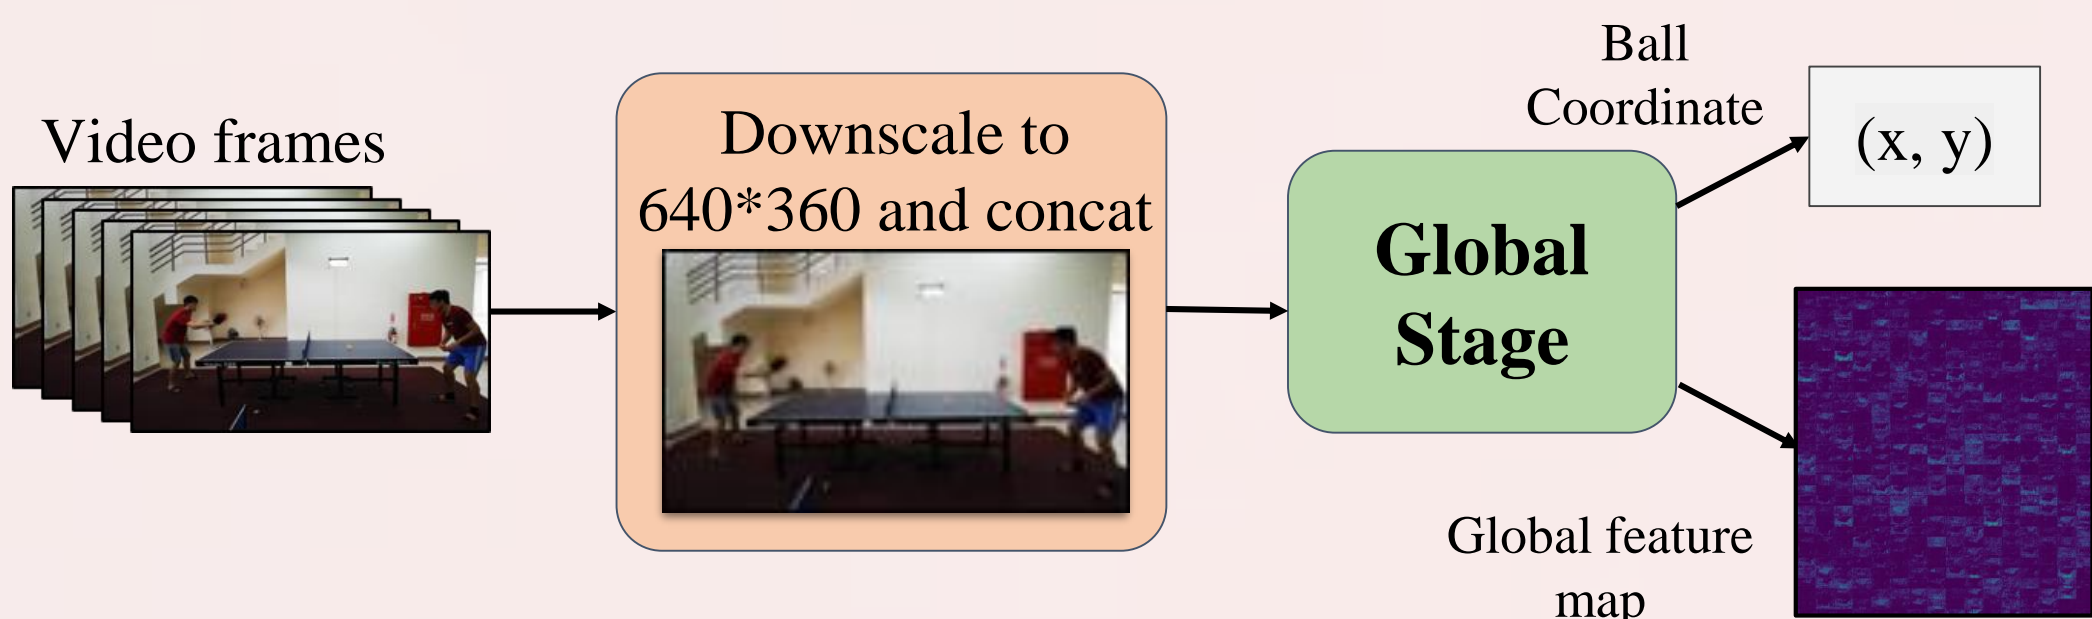 Video frames
Downscale to
640*360 and concat
Global
Stage
Ball
Coordinate
(x, y)
Global feature
map